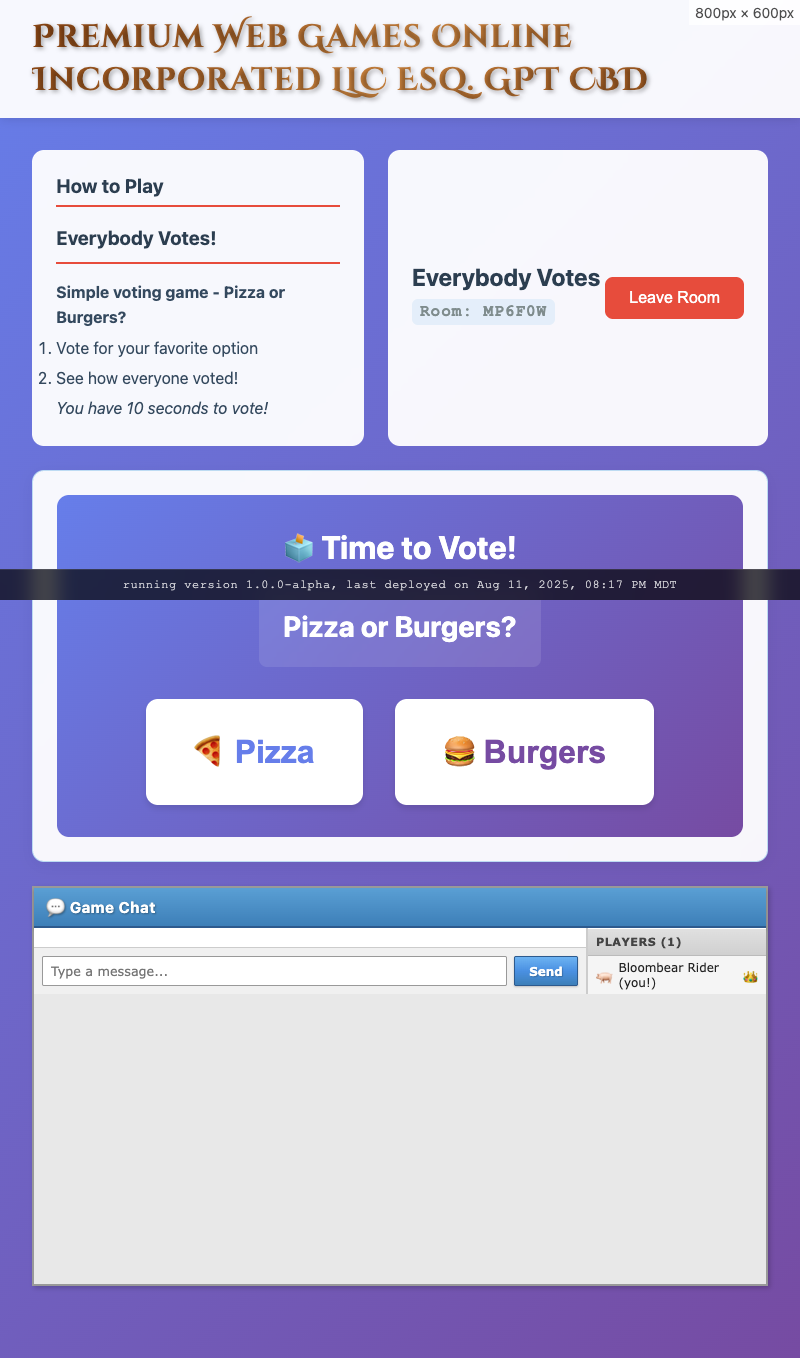 800px × 600px
Premium Web Games Online
Incorporated LLC Esq. GPT CBD
How to Play
Everybody Votes!
Simple voting game - Pizza or
Burgers?
1. Vote for your favorite option
2. See how everyone voted!
You have 10 seconds to vote!
Everybody Votes
Room: MP6F0W
Leave Room
Time to Vote!
running version 1.0.0-alpha, last deployed on Aug 11, 2025, 08:17 PM MDT
Pizza or Burgers?
Pizza
Burgers
Game Chat
PLAYERS (1)
Type a message...
Send
Bloombear Rider
(you!)